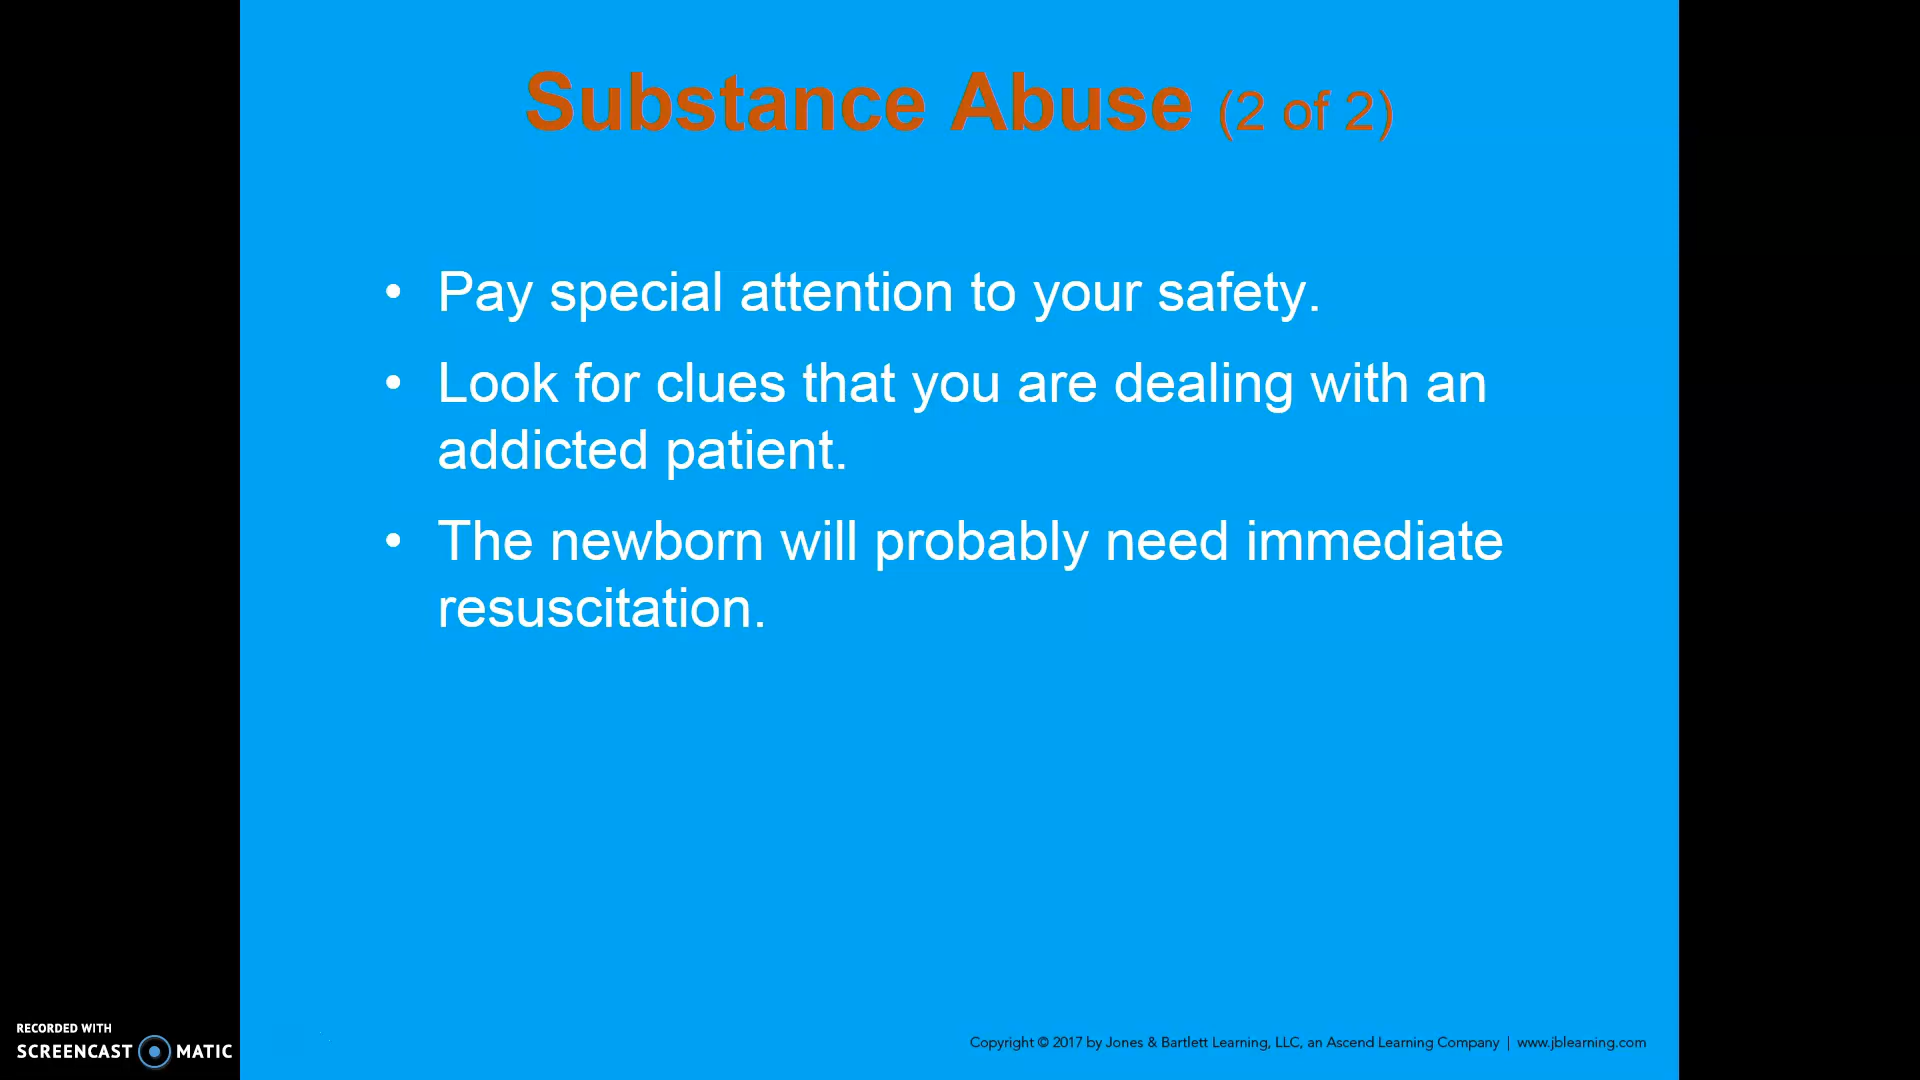 Substance Abuse (2 of 2)
• Pay special attention to your safety.
• Look for clues that you are dealing with an
addicted patient.
• The newborn will probably need immediate
resuscitation.
RECORDED WITH
SCREENCAST MATIC
Copyright © 2017 by Jones & Bartlett Learning, LLC, an Ascend Learning Company | www.jblearning.com